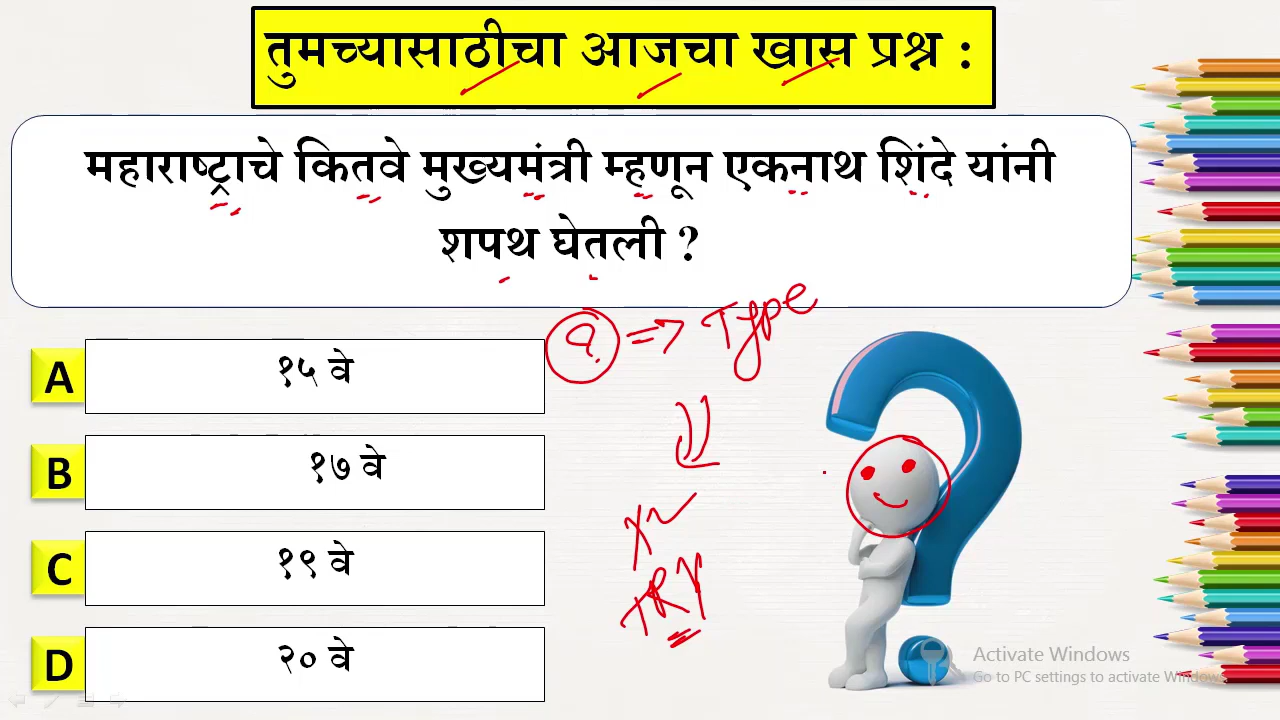 तुमच्यासाठीचा आजचा खास प्रश्न :
महाराष्ट्राचे कितवे मुख्यमंत्री म्हणून एकनाथ शिंदे यांनी
शपथ घेतली ?
Type
A
१५ वे
B
१७ वे
C
१९ वे
TRY
D
२० वे
Activate Windows
Go to PC settings to activate Windows.